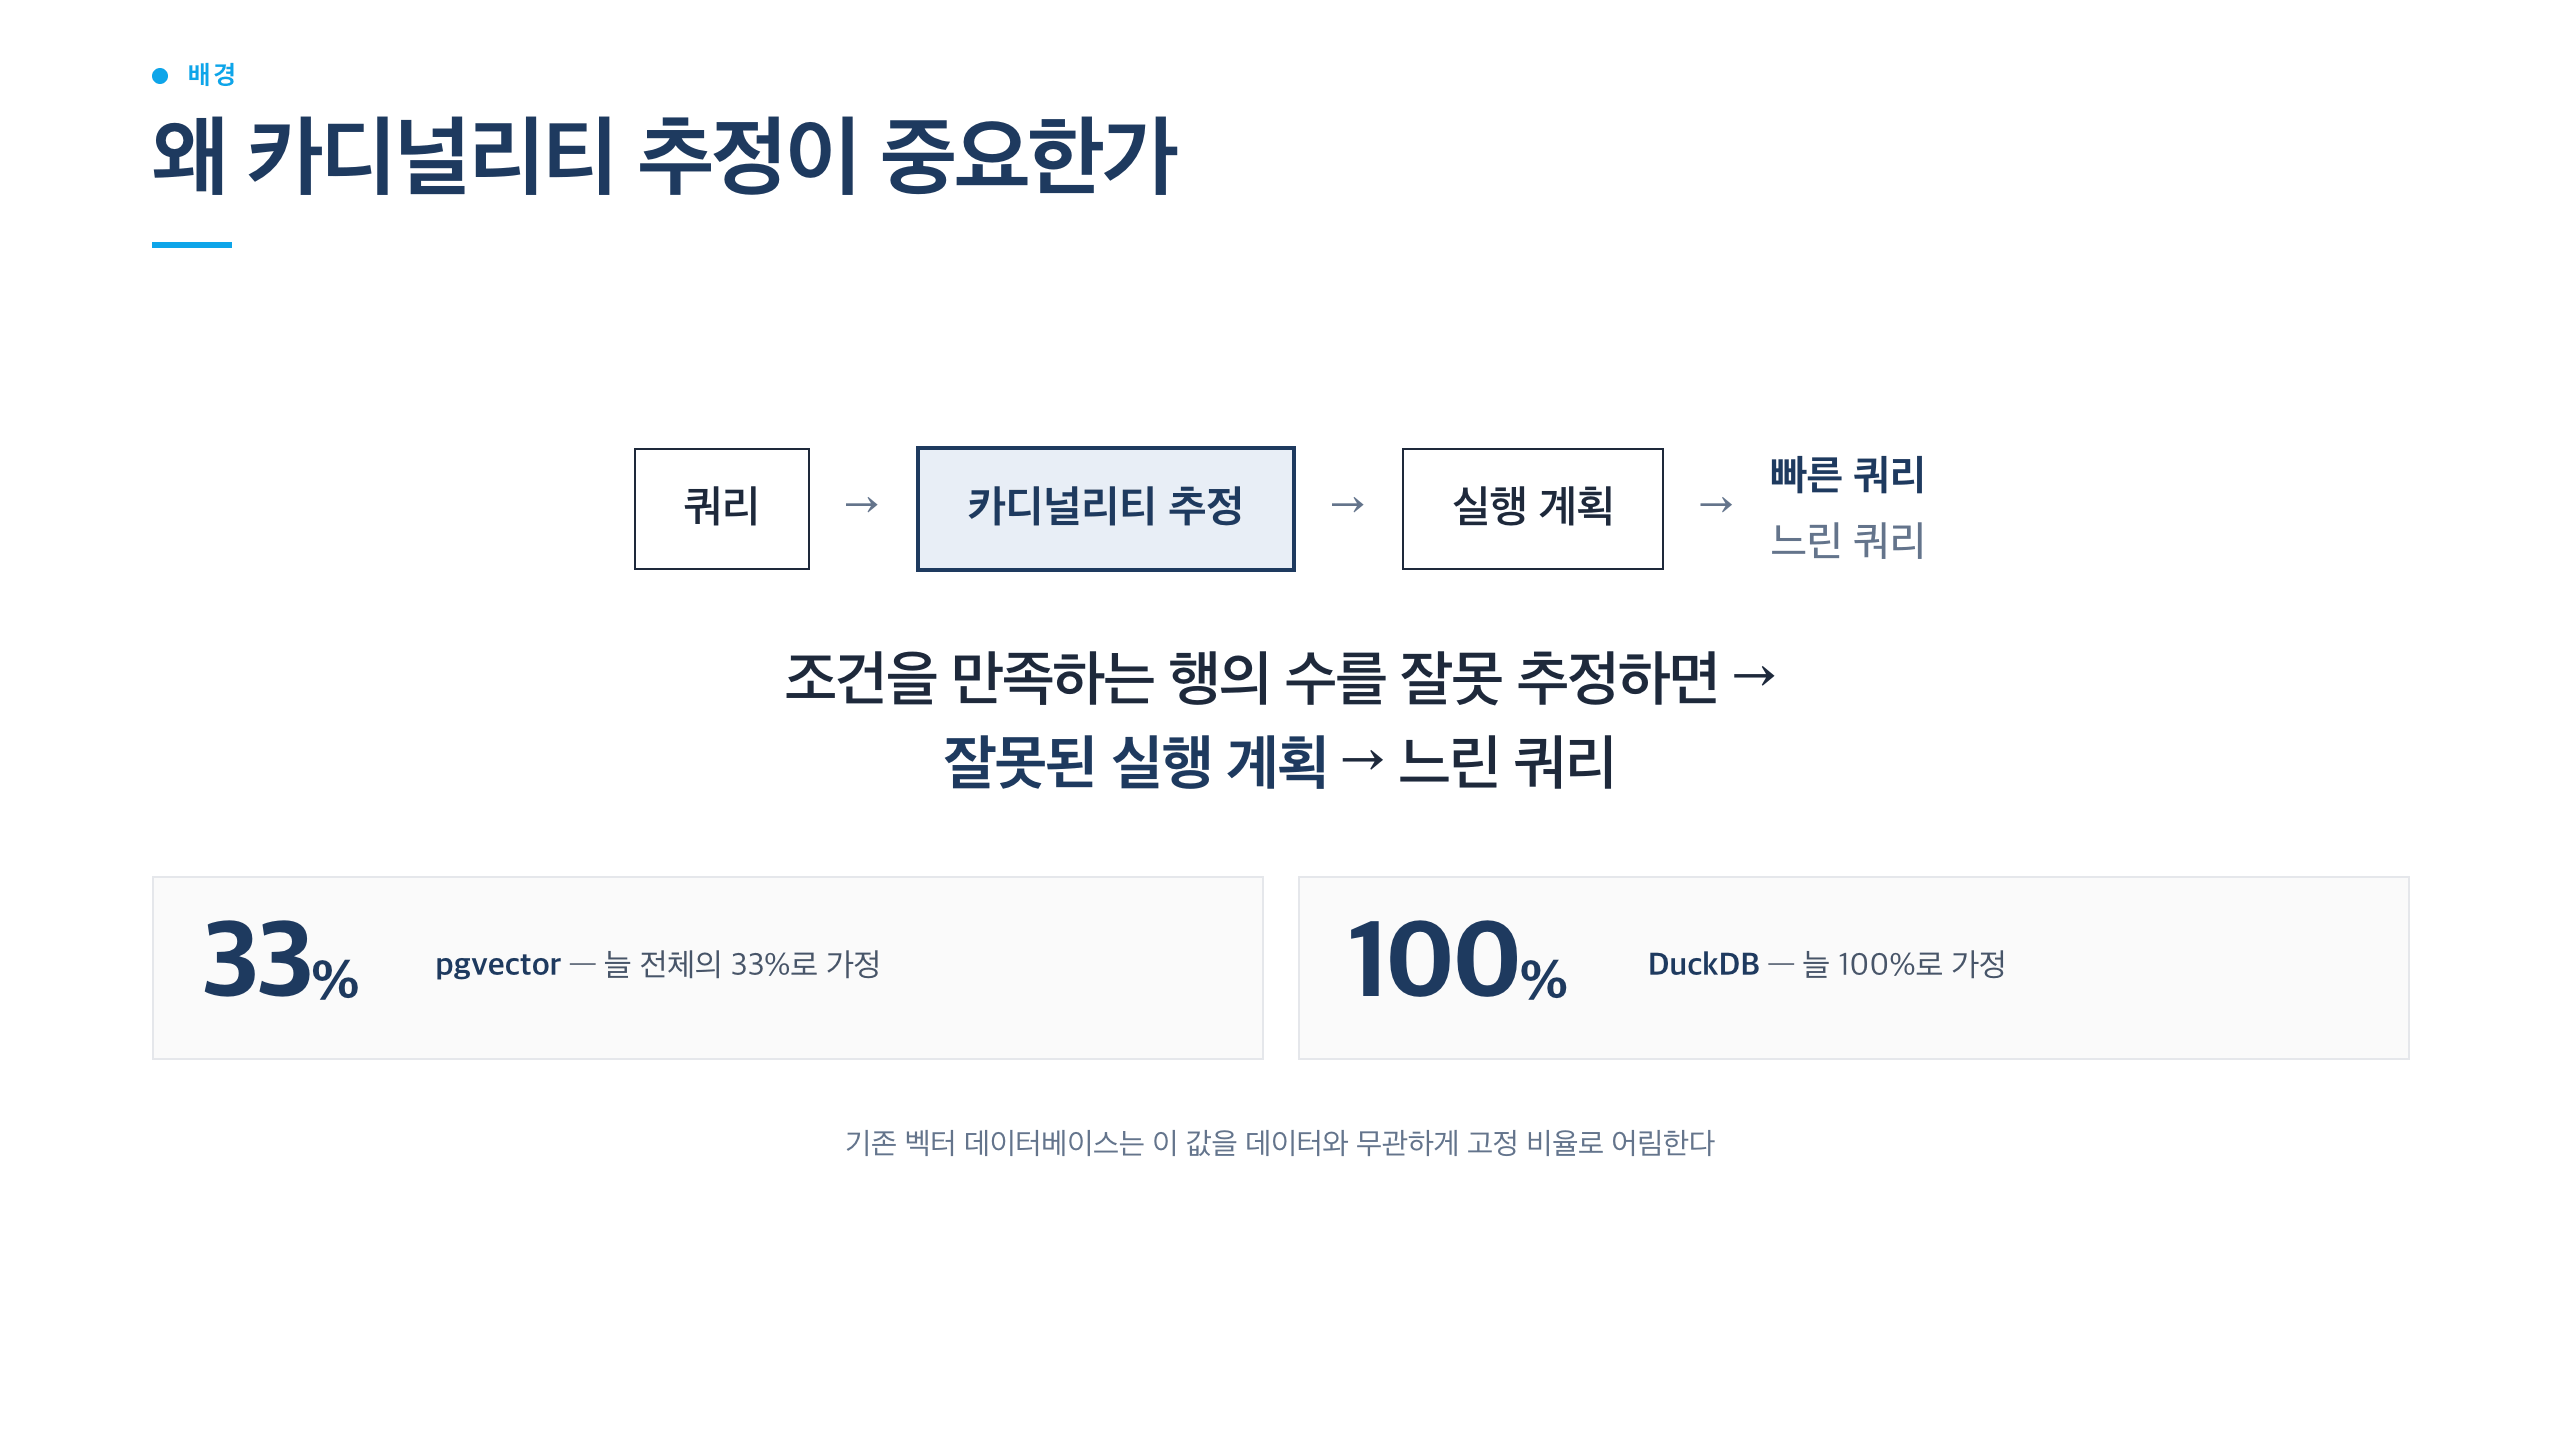 배경
왜 카디널리티 추정이 중요한가
쿼리 → 카디널리티 추정 → 실행 계획 → 빠른 쿼리
느린 쿼리
조건을 만족하는 행의 수를 잘못 추정하면 →
잘못된 실행 계획 → 느린 쿼리
33% pgvector — 늘 전체의 33%로 가정
100% DuckDB — 늘 100%로 가정
기존 벡터 데이터베이스는 이 값을 데이터와 무관하게 고정 비율로 어림한다